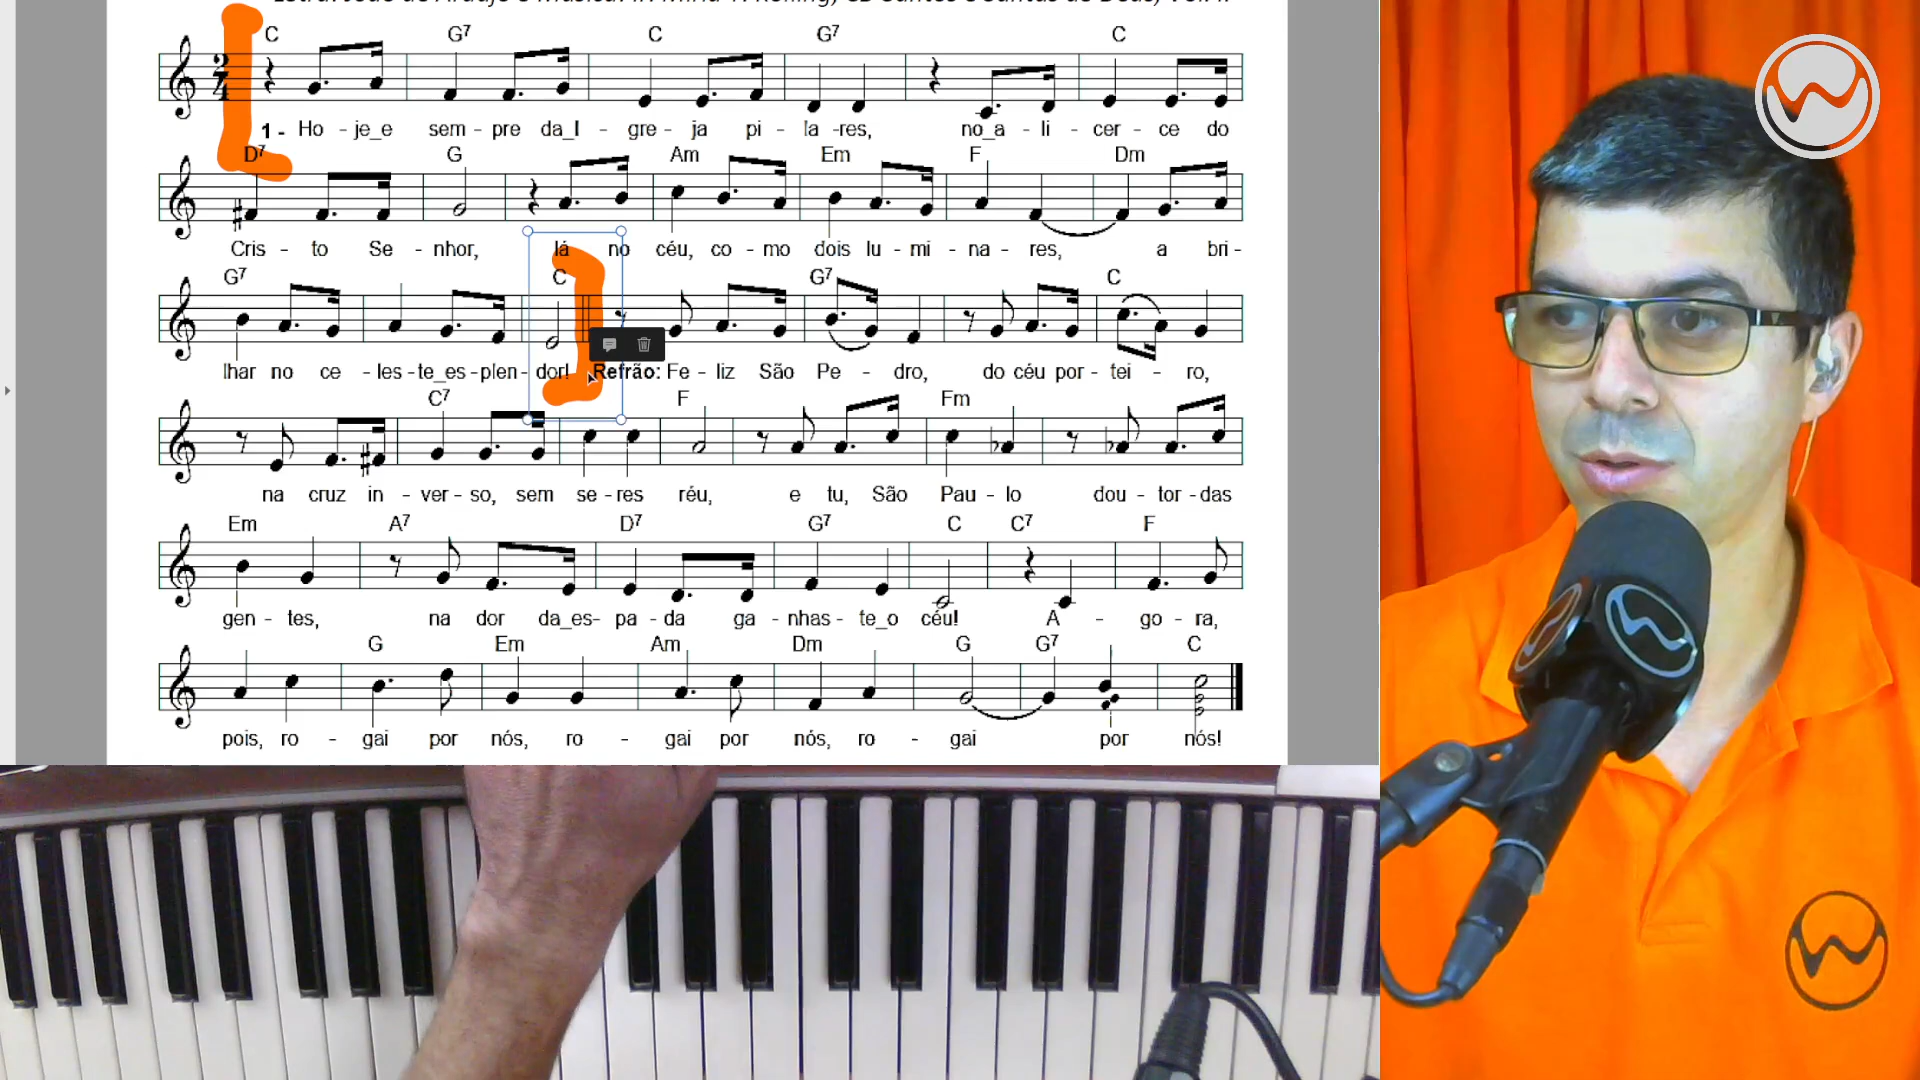 C G7 C G7 C
2 4
1 - Ho - je_e sem - pre da_I - gre - ja pi - la -res, no_a - li - cer - ce do
D7 G Am Em F Dm
Cris - to Se - nhor, lá no céu, co - mo dois lu - mi - na - res, a bri -
G7 C G7 C
lhar no ce - les - te_es - plen - dor! Refrão: Fe - liz São Pe - dro, do céu por - tei - ro,
C7 F Fm
na cruz in - ver - so, sem se - res réu, e tu, São Pau - lo dou - tor - das
Em A7 D7 G7 C C7 F
gen - tes, na dor da_es- pa - da ga - nhas - te_o céu! A - go - ra,
G Em Am Dm G G7 C
pois, ro - gai por nós, ro - gai por nós, ro - gai por nós!